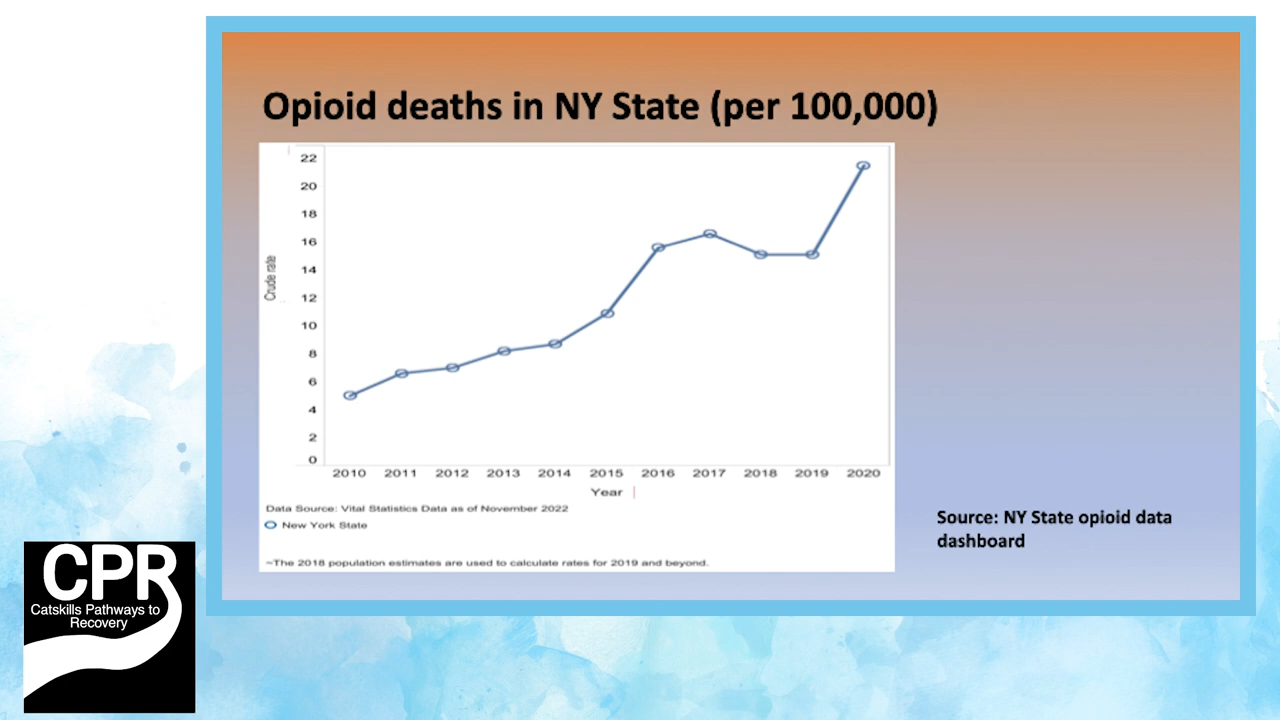 Opioid deaths in NY State (per 100,000)
22
20
18
16
14
12
10
8
6
4
2
0
Crude rate
2010 2011 2012 2013 2014 2015 2016 2017 2018 2019 2020
Year
Data Source: Vital Statistics Data as of November 2022
New York State
~The 2018 population estimates are used to calculate rates for 2019 and beyond.
Source: NY State opioid data
dashboard
CPR
Catskills Pathways to
Recovery